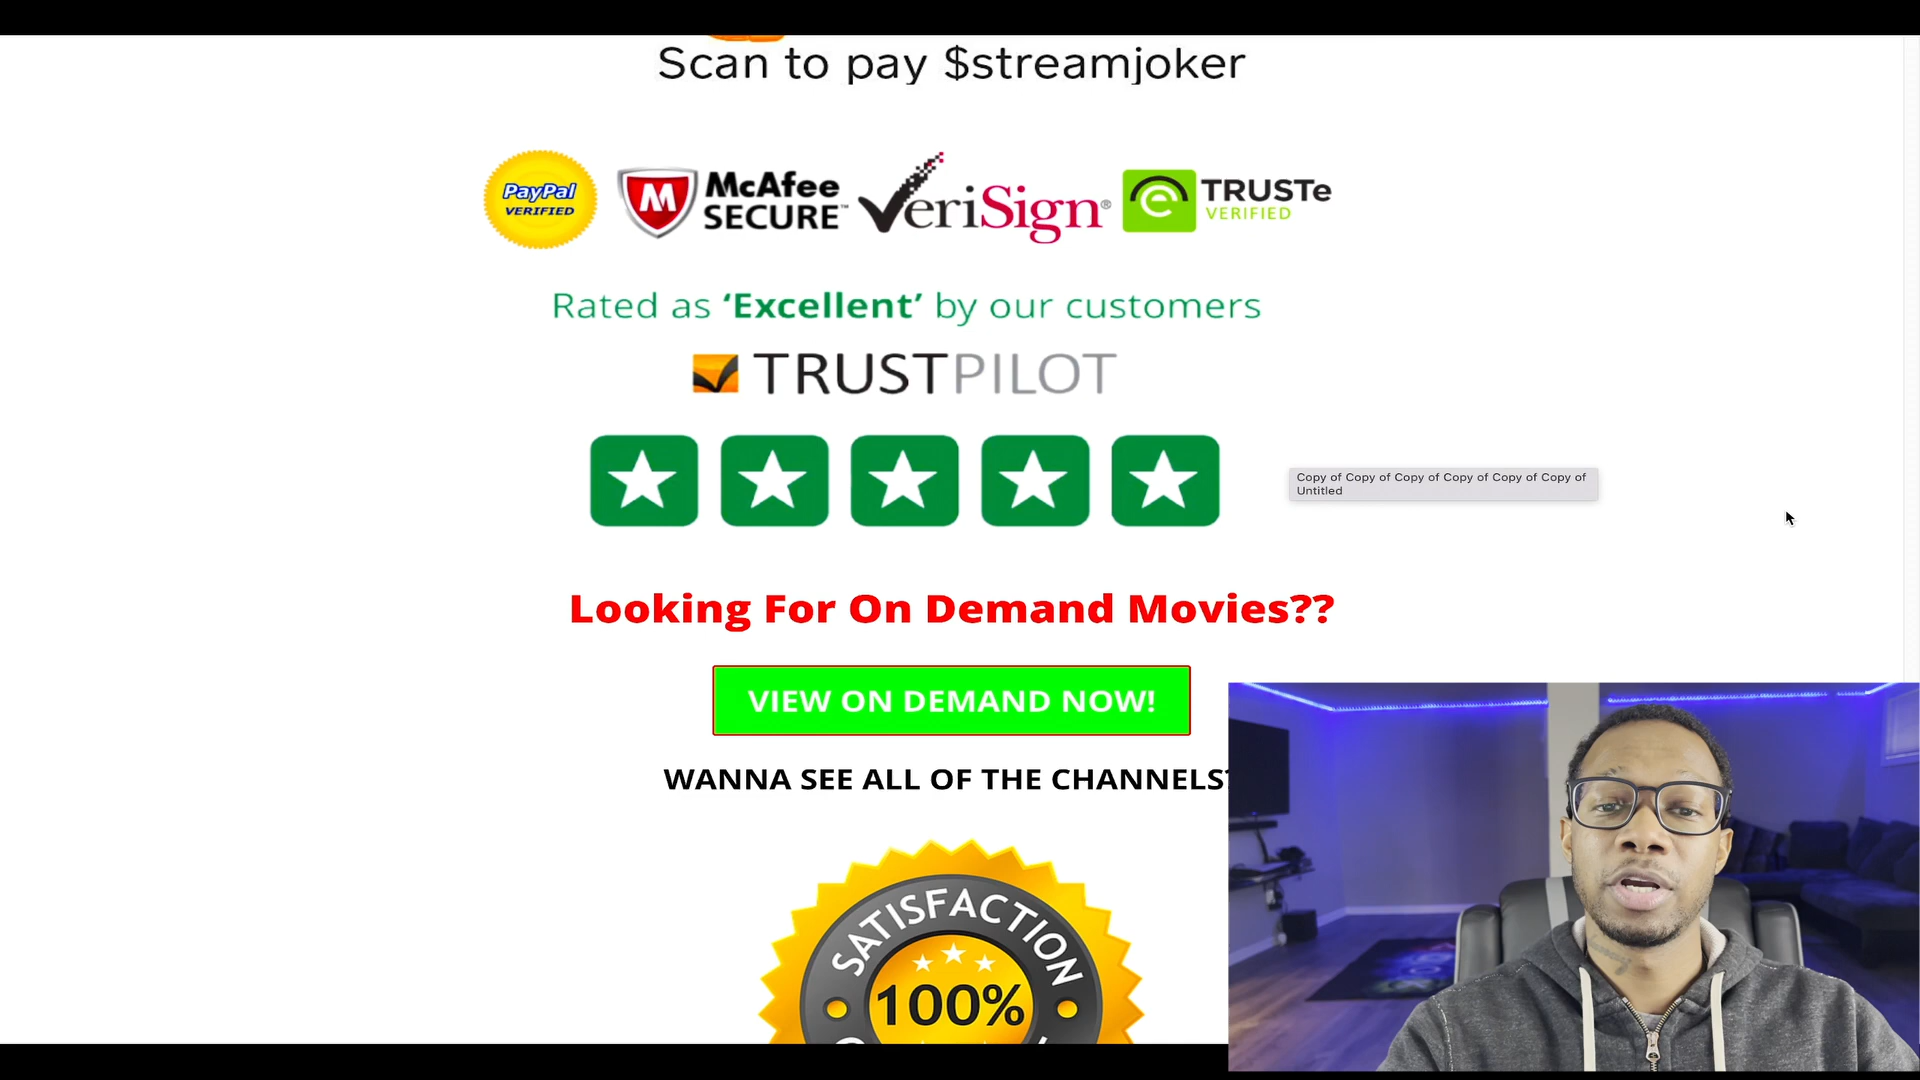 Scan to pay $streamjoker
PayPal
VERIFIED
McAfee
SECURE™
VeriSign®
TRUSTe
VERIFIED
Rated as ‘Excellent’ by our customers
TRUSTPILOT
Copy of Copy of Copy of Copy of Copy of Copy of
Untitled
Looking For On Demand Movies??
VIEW ON DEMAND NOW!
WANNA SEE ALL OF THE CHANNELS?
SATISFACTION
100%